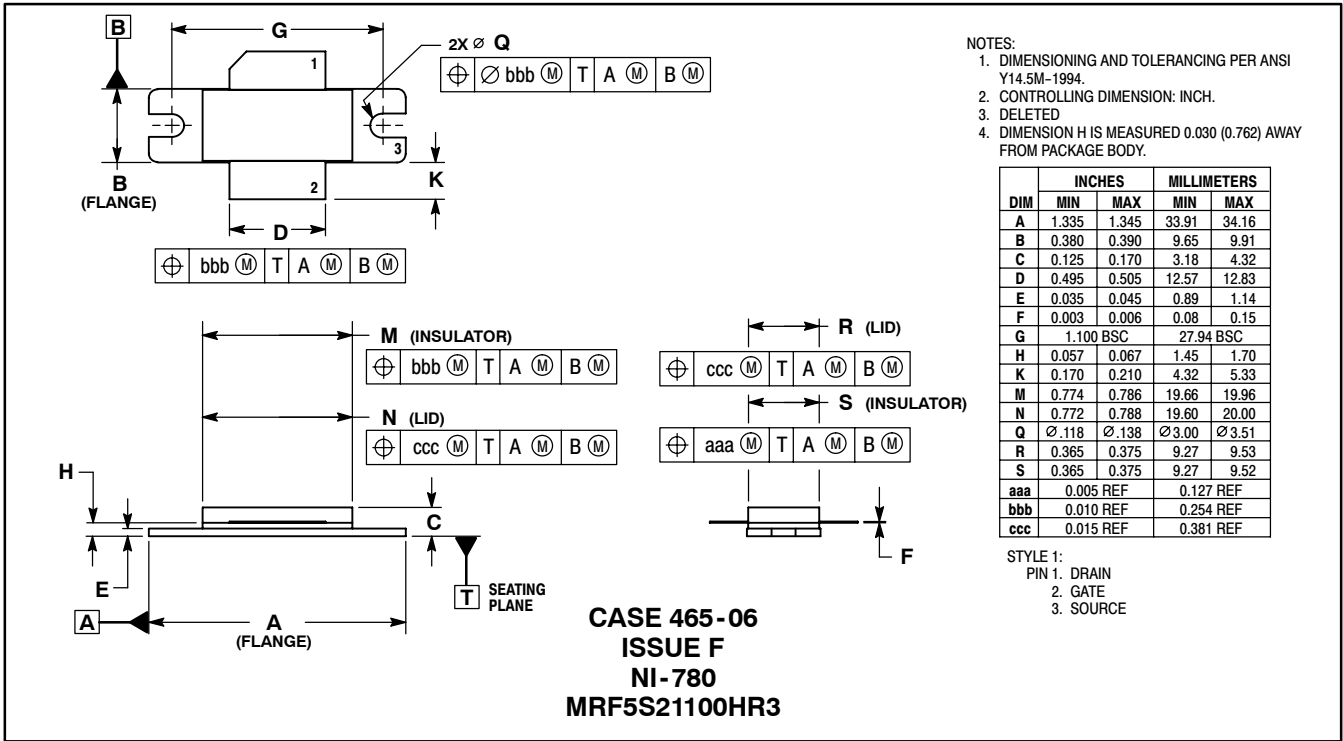 B
G
2X ⌀ Q
⌖ ⌀ bbb Ⓜ T A Ⓜ B Ⓜ
1
3
2
B
(FLANGE)
K
D
⌖ bbb Ⓜ T A Ⓜ B Ⓜ
M (INSULATOR)
⌖ bbb Ⓜ T A Ⓜ B Ⓜ
N (LID)
⌖ ccc Ⓜ T A Ⓜ B Ⓜ
R (LID)
⌖ ccc Ⓜ T A Ⓜ B Ⓜ
S (INSULATOR)
⌖ aaa Ⓜ T A Ⓜ B Ⓜ
H
C
E
F
T SEATING
PLANE
A
A
(FLANGE)
CASE 465-06
ISSUE F
NI-780
MRF5S21100HR3
NOTES:
1. DIMENSIONING AND TOLERANCING PER ANSI
Y14.5M-1994.
2. CONTROLLING DIMENSION: INCH.
3. DELETED
4. DIMENSION H IS MEASURED 0.030 (0.762) AWAY
FROM PACKAGE BODY.
INCHES MILLIMETERS
DIM MIN MAX MIN MAX
A 1.335 1.345 33.91 34.16
B 0.380 0.390 9.65 9.91
C 0.125 0.170 3.18 4.32
D 0.495 0.505 12.57 12.83
E 0.035 0.045 0.89 1.14
F 0.003 0.006 0.08 0.15
G 1.100 BSC 27.94 BSC
H 0.057 0.067 1.45 1.70
K 0.170 0.210 4.32 5.33
M 0.774 0.786 19.66 19.96
N 0.772 0.788 19.60 20.00
Q ⌀.118 ⌀.138 ⌀3.00 ⌀3.51
R 0.365 0.375 9.27 9.53
S 0.365 0.375 9.27 9.52
aaa 0.005 REF 0.127 REF
bbb 0.010 REF 0.254 REF
ccc 0.015 REF 0.381 REF
STYLE 1:
PIN 1. DRAIN
2. GATE
3. SOURCE